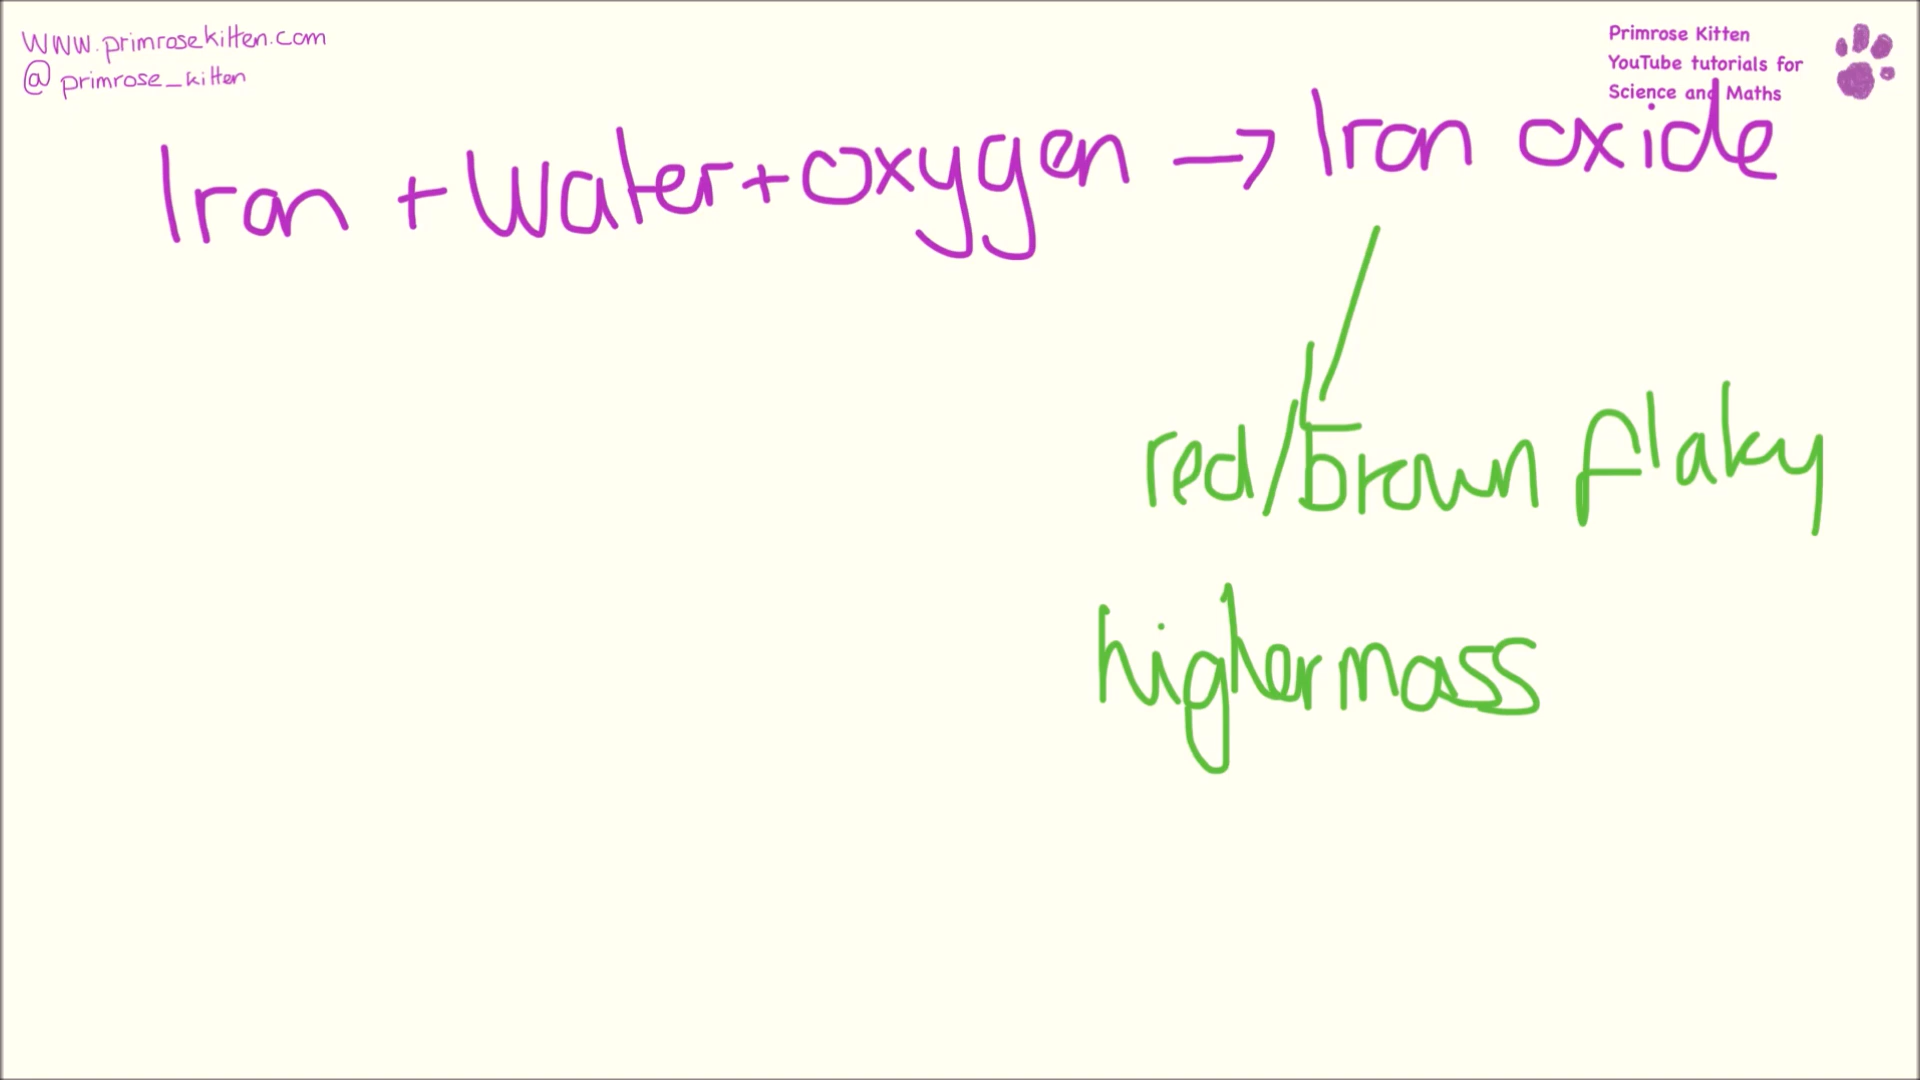 www.primrosekitten.com
@primrose_kitten
Primrose Kitten
YouTube tutorials for
Science and Maths
Iron + Water + oxygen → Iron oxide
red/brown flaky
higher mass